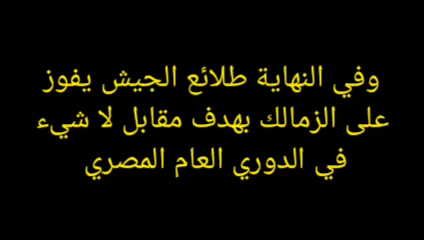 وفي النهاية طلائع الجيش يفوز
على الزمالك بهدف مقابل لا شيء
في الدوري العام المصري